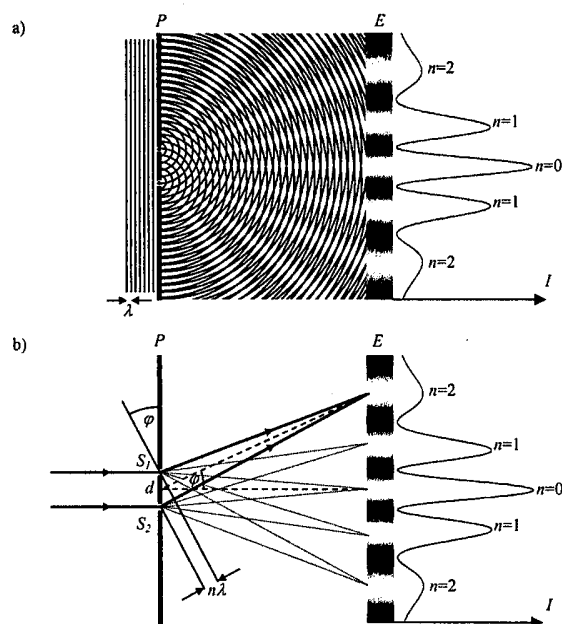 a)
P
E
n=2
n=1
n=0
n=1
n=2
λ
I
b)
P
E
φ
n=2
S1
n=1
d
φ
n=0
S2
n=1
nλ
n=2
I